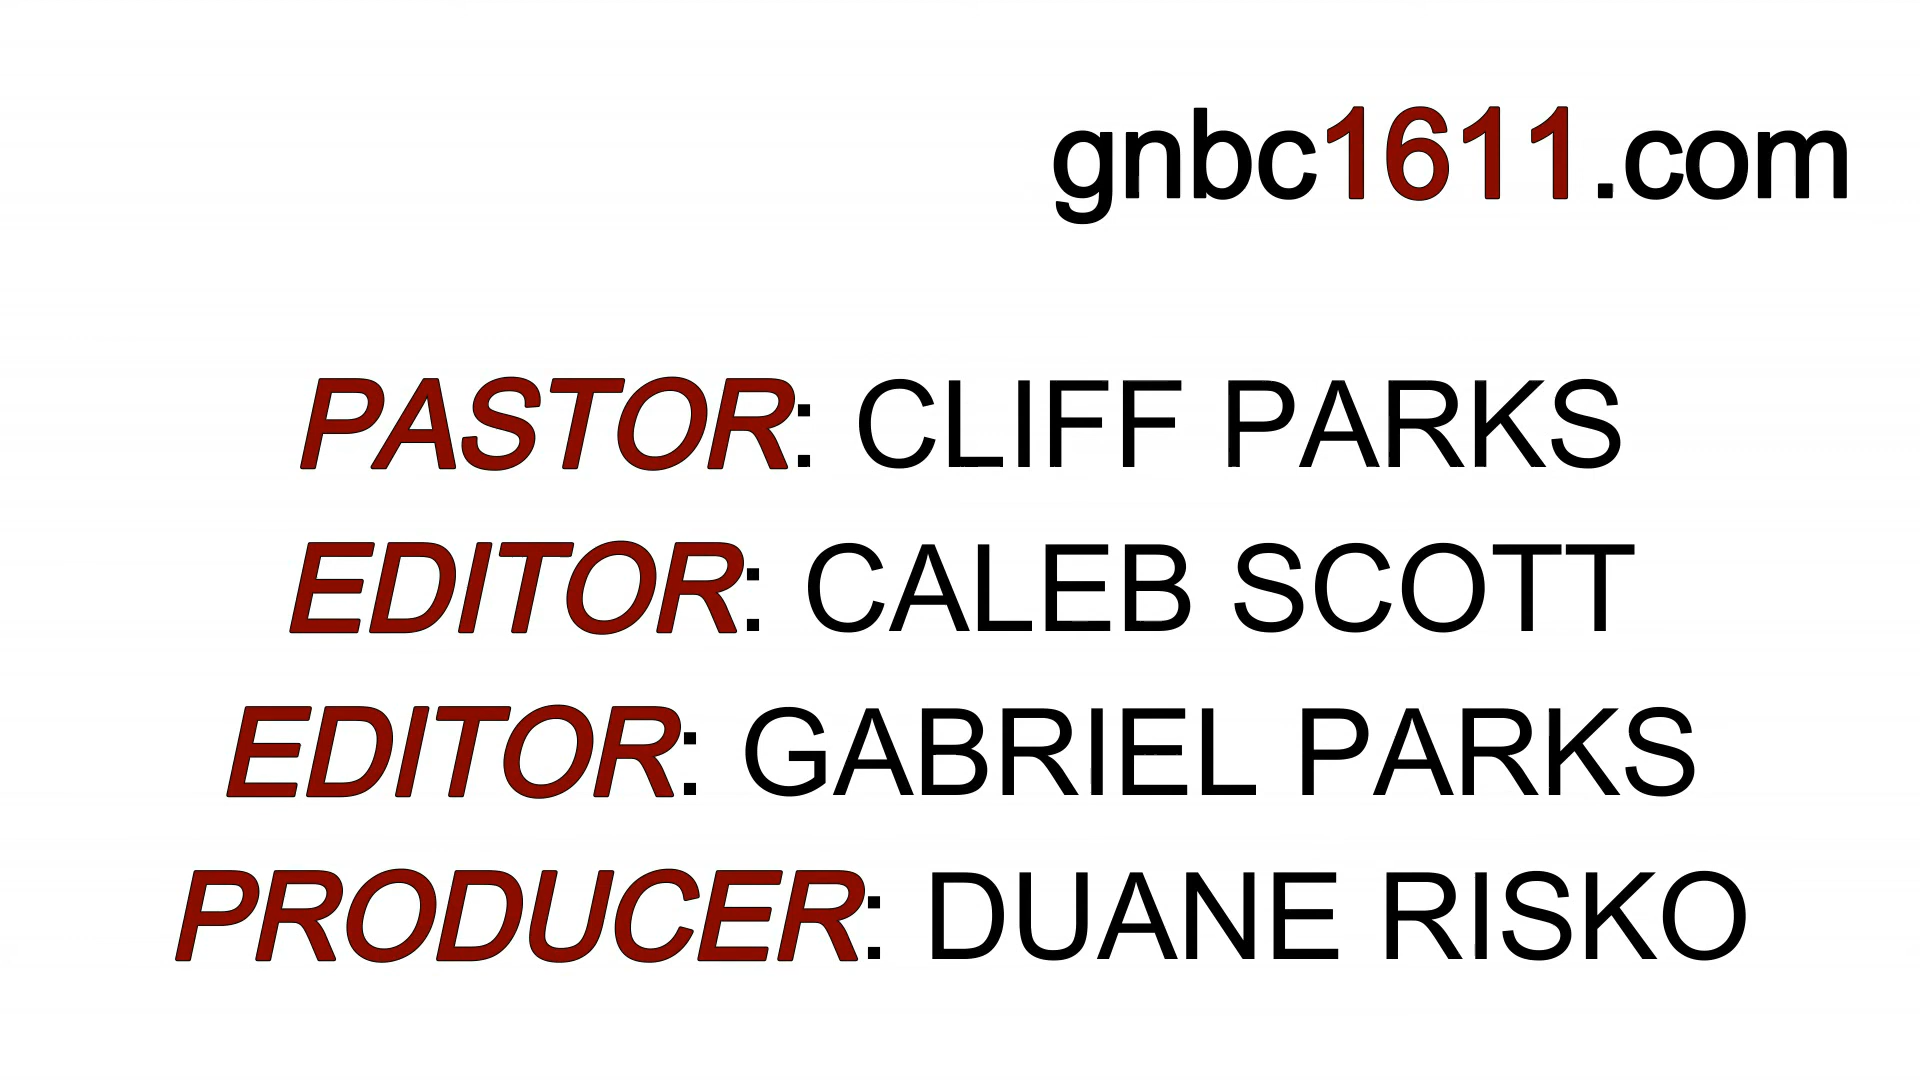 gnbc1611.com
PASTOR: CLIFF PARKS
EDITOR: CALEB SCOTT
EDITOR: GABRIEL PARKS
PRODUCER: DUANE RISKO